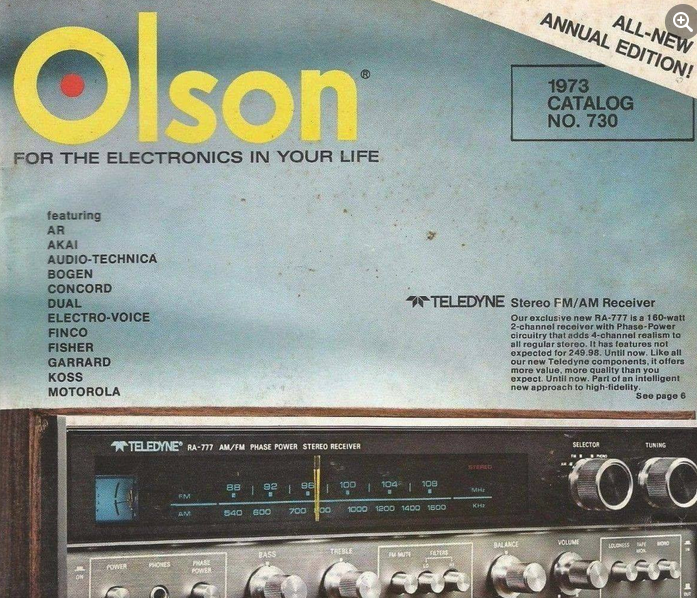 ALL-NEW
ANNUAL EDITION!
Olson®
FOR THE ELECTRONICS IN YOUR LIFE
1973
CATALOG
NO. 730
featuring
AR
AKAI
AUDIO-TECHNICA
BOGEN
CONCORD
DUAL
ELECTRO-VOICE
FINCO
FISHER
GARRARD
KOSS
MOTOROLA
TELEDYNE Stereo FM/AM Receiver
Our exclusive new RA-777 is a 160-watt
2-channel receiver with Phase-Power
circuitry that adds 4-channel realism to
all regular stereo. It has features not
expected for 249.98. Until now. Like all
our new Teledyne components, it offers
more value, more quality than you
expect. Until now. Part of an intelligent
new approach to high-fidelity.
See page 6
TELEDYNE® RA-777 AM/FM PHASE POWER STEREO RECEIVER
SELECTOR TUNING
STEREO
FM 88 92 96 100 104 108 MHz
AM 540 600 700 800 1000 1200 1400 1600 KHz
POWER PHONES PHASE POWER BASS TREBLE FM MUTE FILTERS LO HI BALANCE VOLUME LOUDNESS TAPE MON MONO
ON
OUT